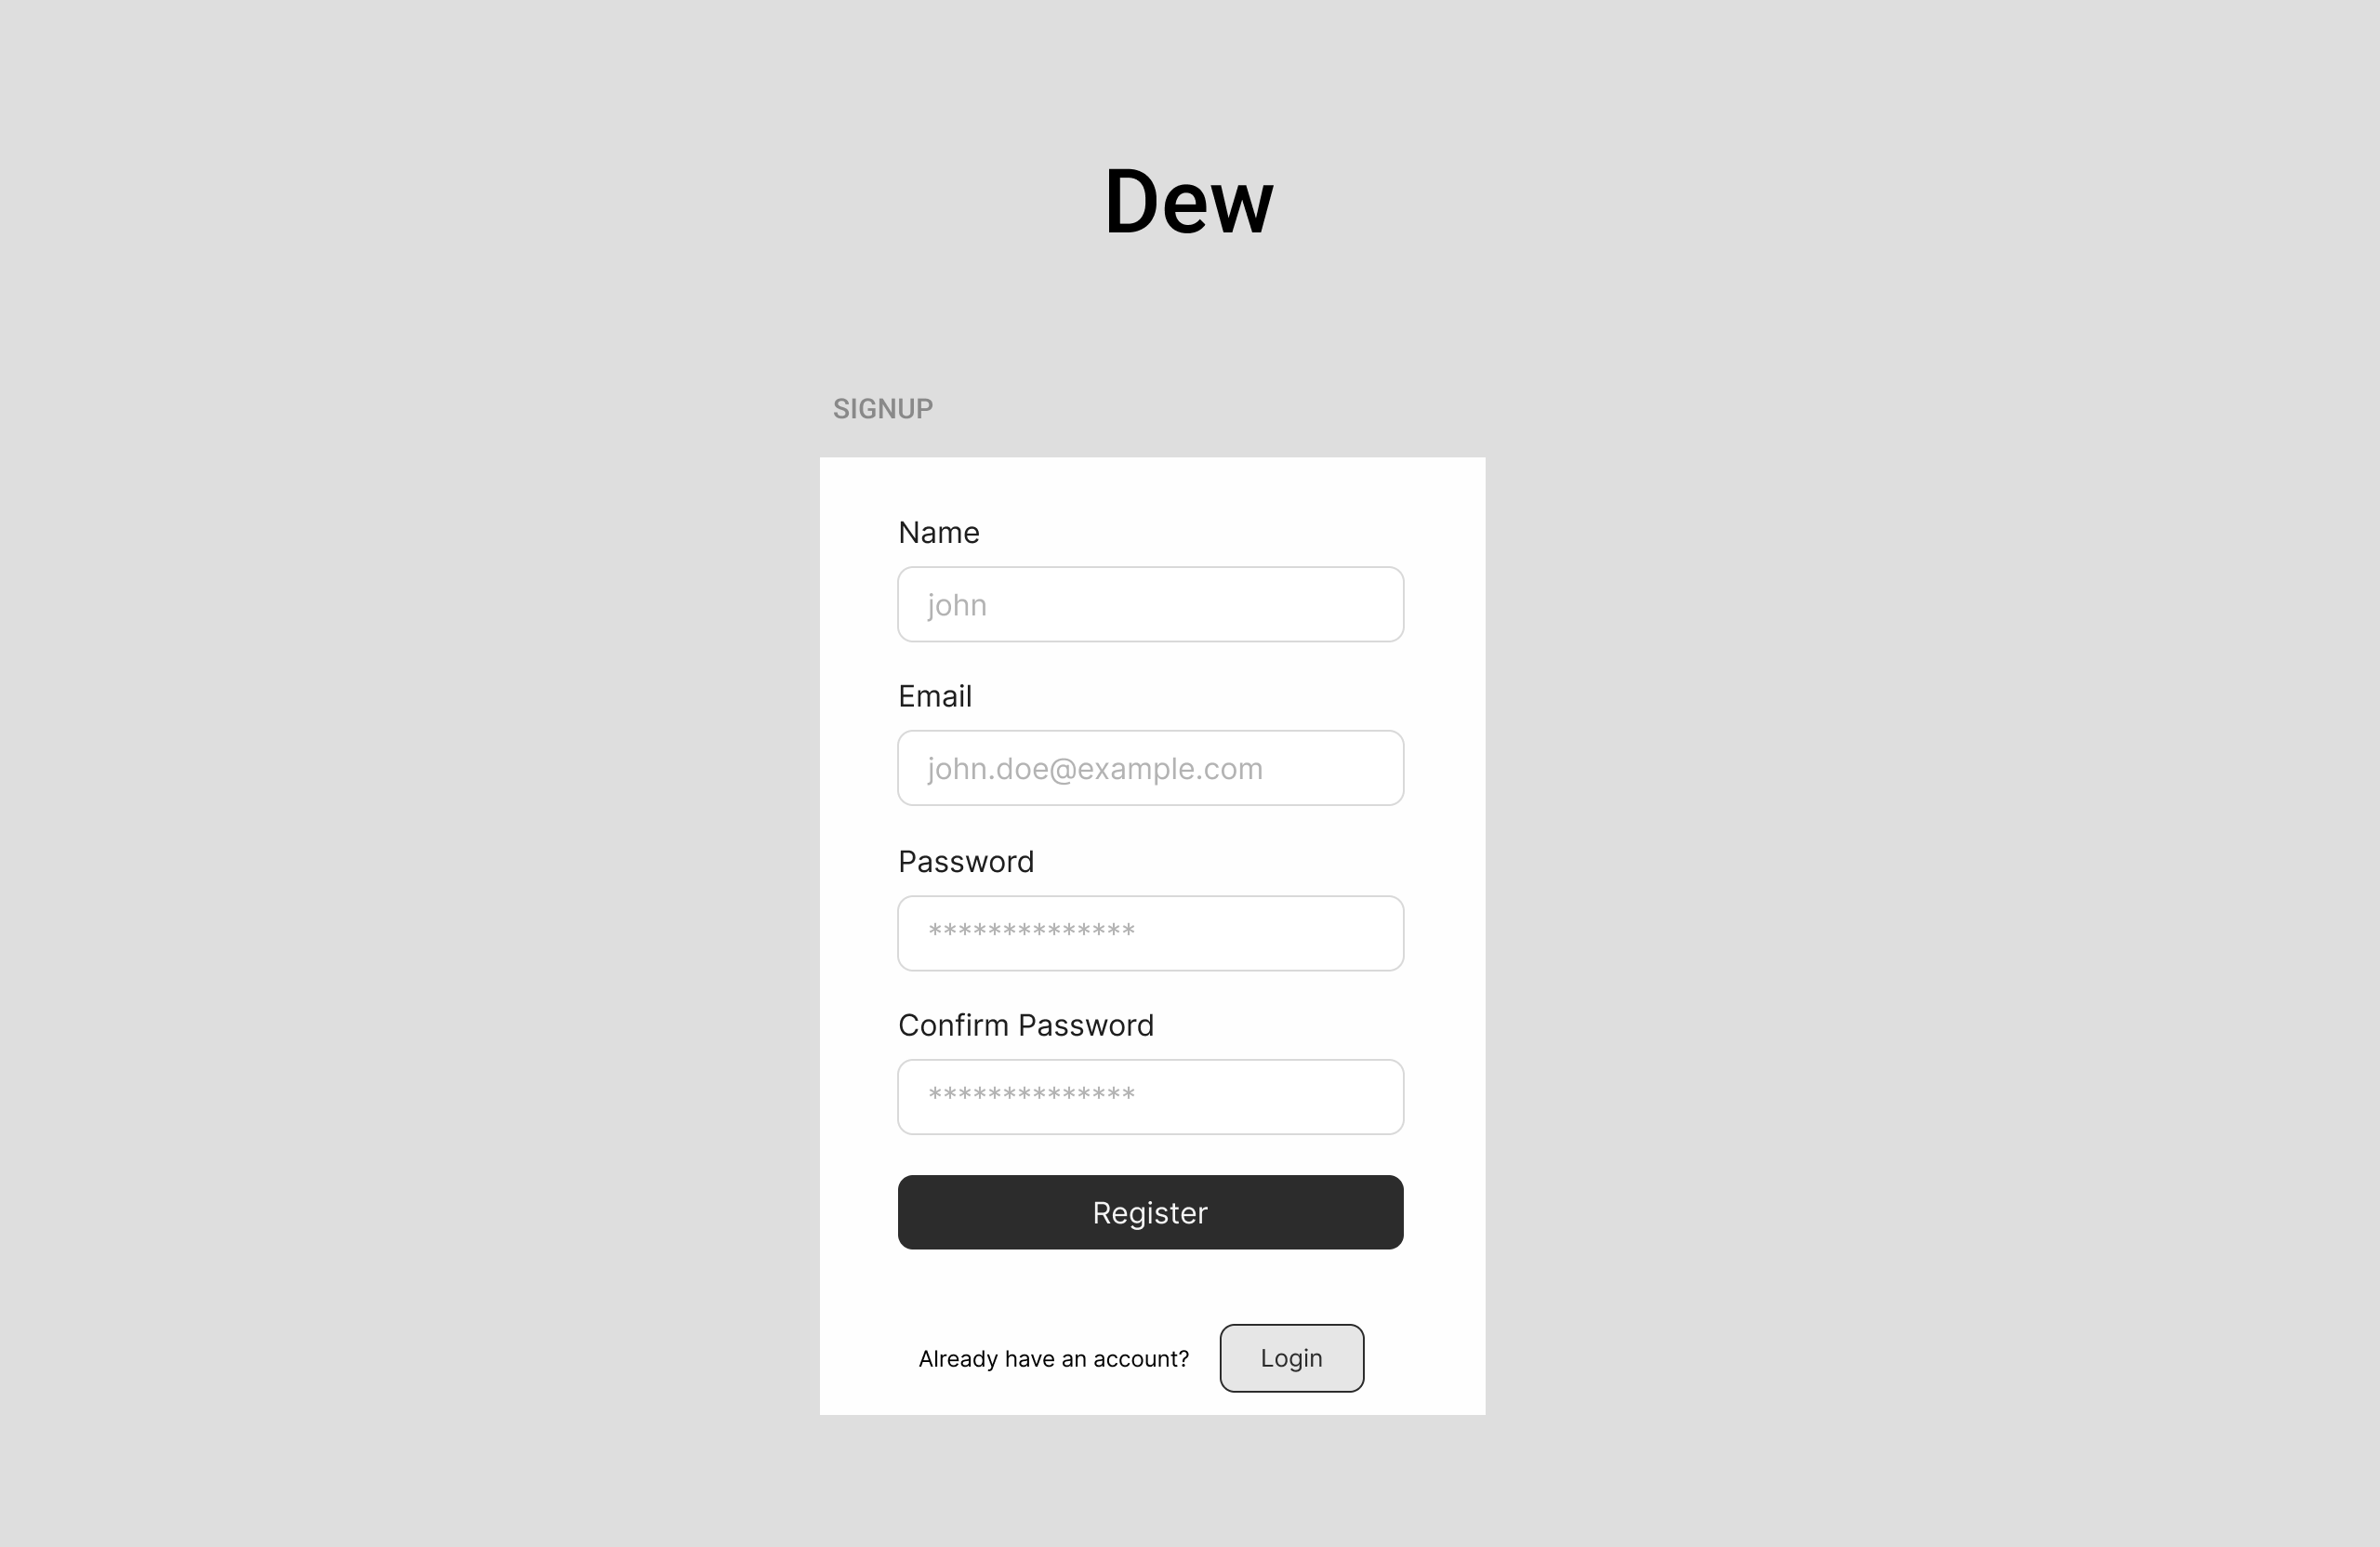 Dew
SIGNUP
Name
john
Email
john.doe@example.com
Password
**************
Confirm Password
**************
Register
Already have an account?
Login